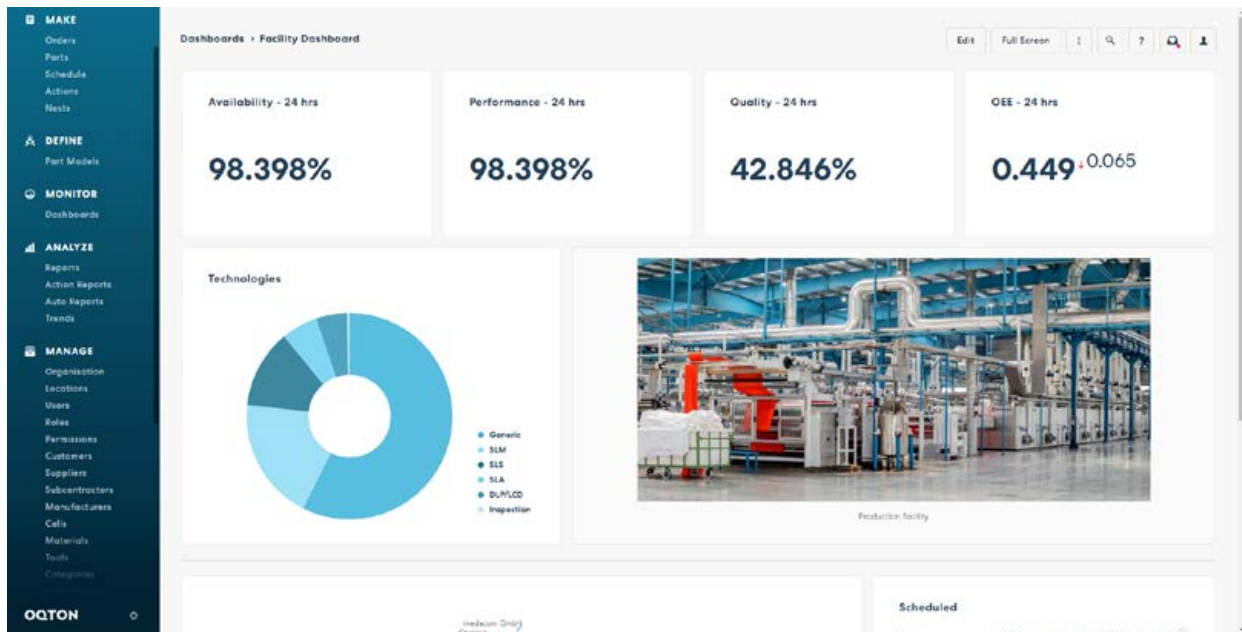 MAKE
Orders
Parts
Schedule
Actions
Nests
DEFINE
Part Models
MONITOR
Dashboards
ANALYZE
Reports
Action Reports
Auto Reports
Trends
MANAGE
Organisation
Locations
Users
Roles
Permissions
Customers
Suppliers
Subcontractors
Manufacturers
Cells
Materials
Tools
Categories
OQTON
Dashboards › Facility Dashboard
Edit Full Screen ?
Availability - 24 hrs
98.398%
Performance - 24 hrs
98.398%
Quality - 24 hrs
42.846%
OEE - 24 hrs
0.449 ↓0.065
Technologies
Generic
SLM
SLS
SLA
DLP/LCD
Inspection
Production facility
Scheduled